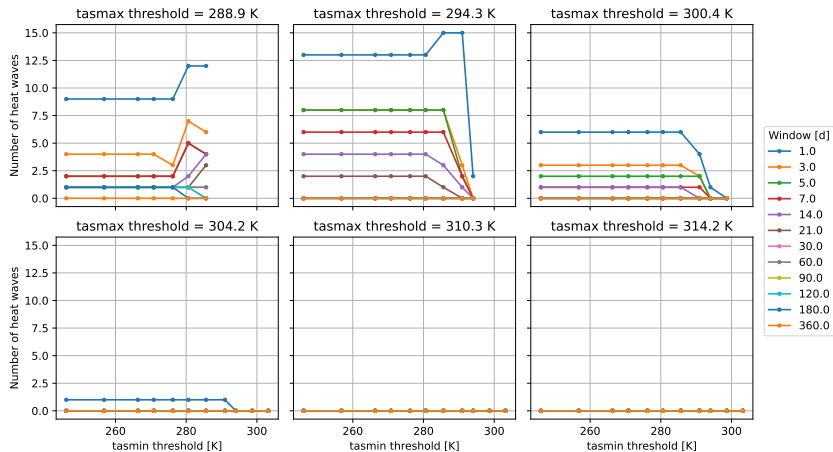 tasmax threshold = 288.9 K
tasmax threshold = 294.3 K
tasmax threshold = 300.4 K
Number of heat waves
15.0
12.5
10.0
7.5
5.0
2.5
0.0
Window [d]
1.0
3.0
5.0
7.0
14.0
21.0
30.0
60.0
90.0
120.0
180.0
360.0
tasmax threshold = 304.2 K
tasmax threshold = 310.3 K
tasmax threshold = 314.2 K
Number of heat waves
15.0
12.5
10.0
7.5
5.0
2.5
0.0
260 280 300
260 280 300
260 280 300
tasmin threshold [K]
tasmin threshold [K]
tasmin threshold [K]